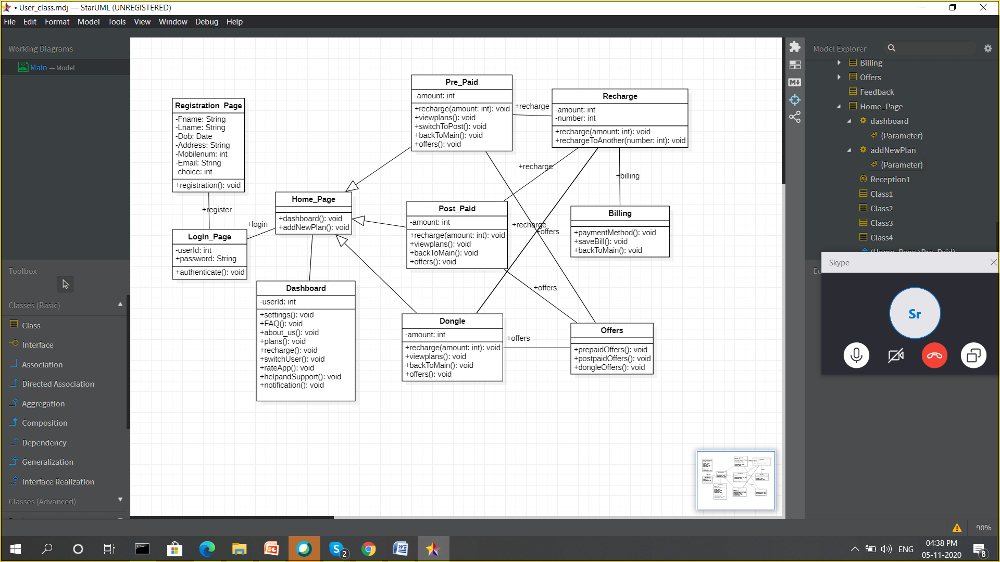 • User_class.mdj — StarUML (UNREGISTERED)
File Edit Format Model Tools View Window Debug Help
Working Diagrams
Main — Model
Toolbox
Classes (Basic)
Class
Interface
Association
Directed Association
Aggregation
Composition
Dependency
Generalization
Interface Realization
Classes (Advanced)
Registration_Page
-Fname: String
-Lname: String
-Dob: Date
-Address: String
-Mobilenum: int
-Email: String
-choice: int
+registration(): void
+register
Login_Page
-userId: int
+password: String
+authenticate(): void
+login
Home_Page
+dashboard(): void
+addNewPlan(): void
Dashboard
-userId: int
+settings(): void
+FAQ(): void
+about_us(): void
+plans(): void
+recharge(): void
+switchUser(): void
+rateApp(): void
+helpandSupport(): void
+notification(): void
Pre_Paid
-amount: int
+recharge(amount: int): void
+viewplans(): void
+switchToPost(): void
+backToMain(): void
+offers(): void
+recharge
Recharge
-amount: int
-number: int
+recharge(amount: int): void
+rechargeToAnother(number: int): void
+recharge
+billing
Post_Paid
-amount: int
+recharge(amount: int): void
+viewplans(): void
+backToMain(): void
+offers(): void
+recharge
+offers
Billing
+paymentMethod(): void
+saveBill(): void
+backToMain(): void
+offers
Dongle
-amount: int
+recharge(amount: int): void
+viewplans(): void
+backToMain(): void
+offers(): void
+offers
Offers
+prepaidOffers(): void
+postpaidOffers(): void
+dongleOffers(): void
M
Model Explorer
Billing
Offers
Feedback
Home_Page
dashboard
(Parameter)
addNewPlan
(Parameter)
Reception1
Class1
Class2
Class3
Class4
(Home_Page→Pre_Paid)
Skype
Sr
90%
2
ENG
04:38 PM
05-11-2020
8